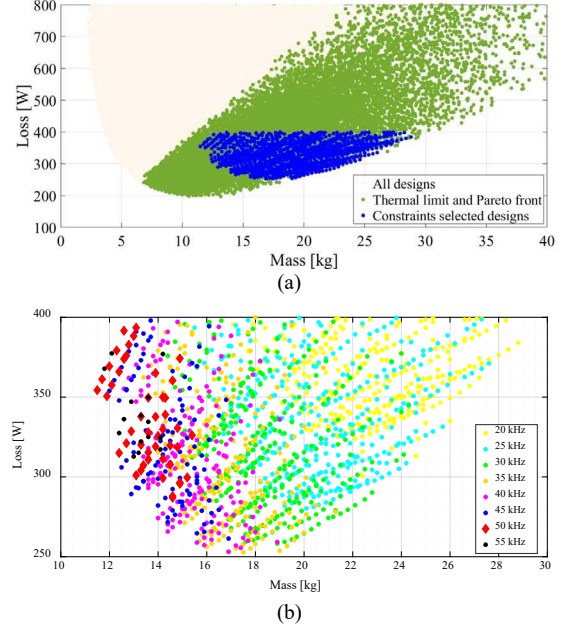 800
700
600
500
400
300
200
100
Loss [W]
All designs
Thermal limit and Pareto front
Constraints selected designs
0 5 10 15 20 25 30 35 40
Mass [kg]
(a)
400
350
300
250
Loss [W]
20 kHz
25 kHz
30 kHz
35 kHz
40 kHz
45 kHz
50 kHz
55 kHz
10 12 14 16 18 20 22 24 26 28 30
Mass [kg]
(b)